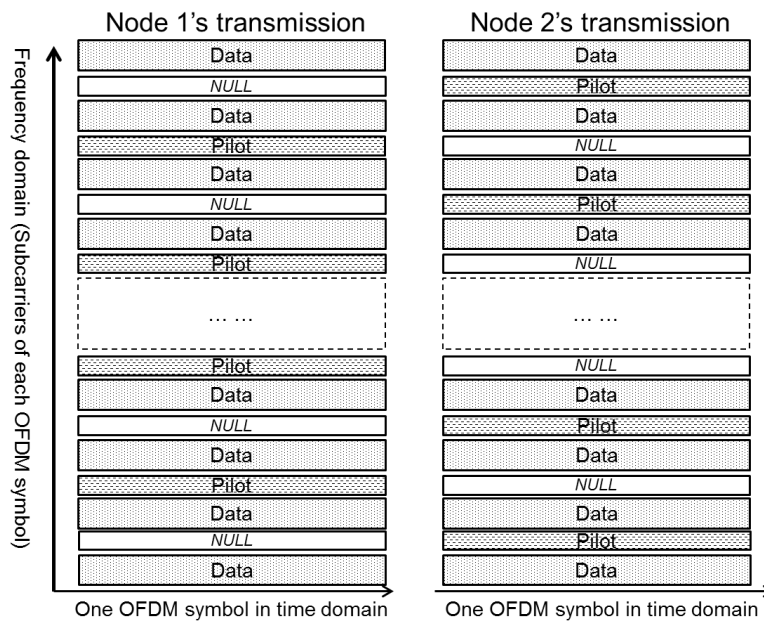 Node 1's transmission
Frequency domain (Subcarriers of each OFDM symbol)
Data
NULL
Data
Pilot
Data
NULL
Data
Pilot
... ...
Pilot
Data
NULL
Data
Pilot
Data
NULL
Data
One OFDM symbol in time domain
Node 2's transmission
Data
Pilot
Data
NULL
Data
Pilot
Data
NULL
... ...
NULL
Data
Pilot
Data
NULL
Data
Pilot
Data
One OFDM symbol in time domain